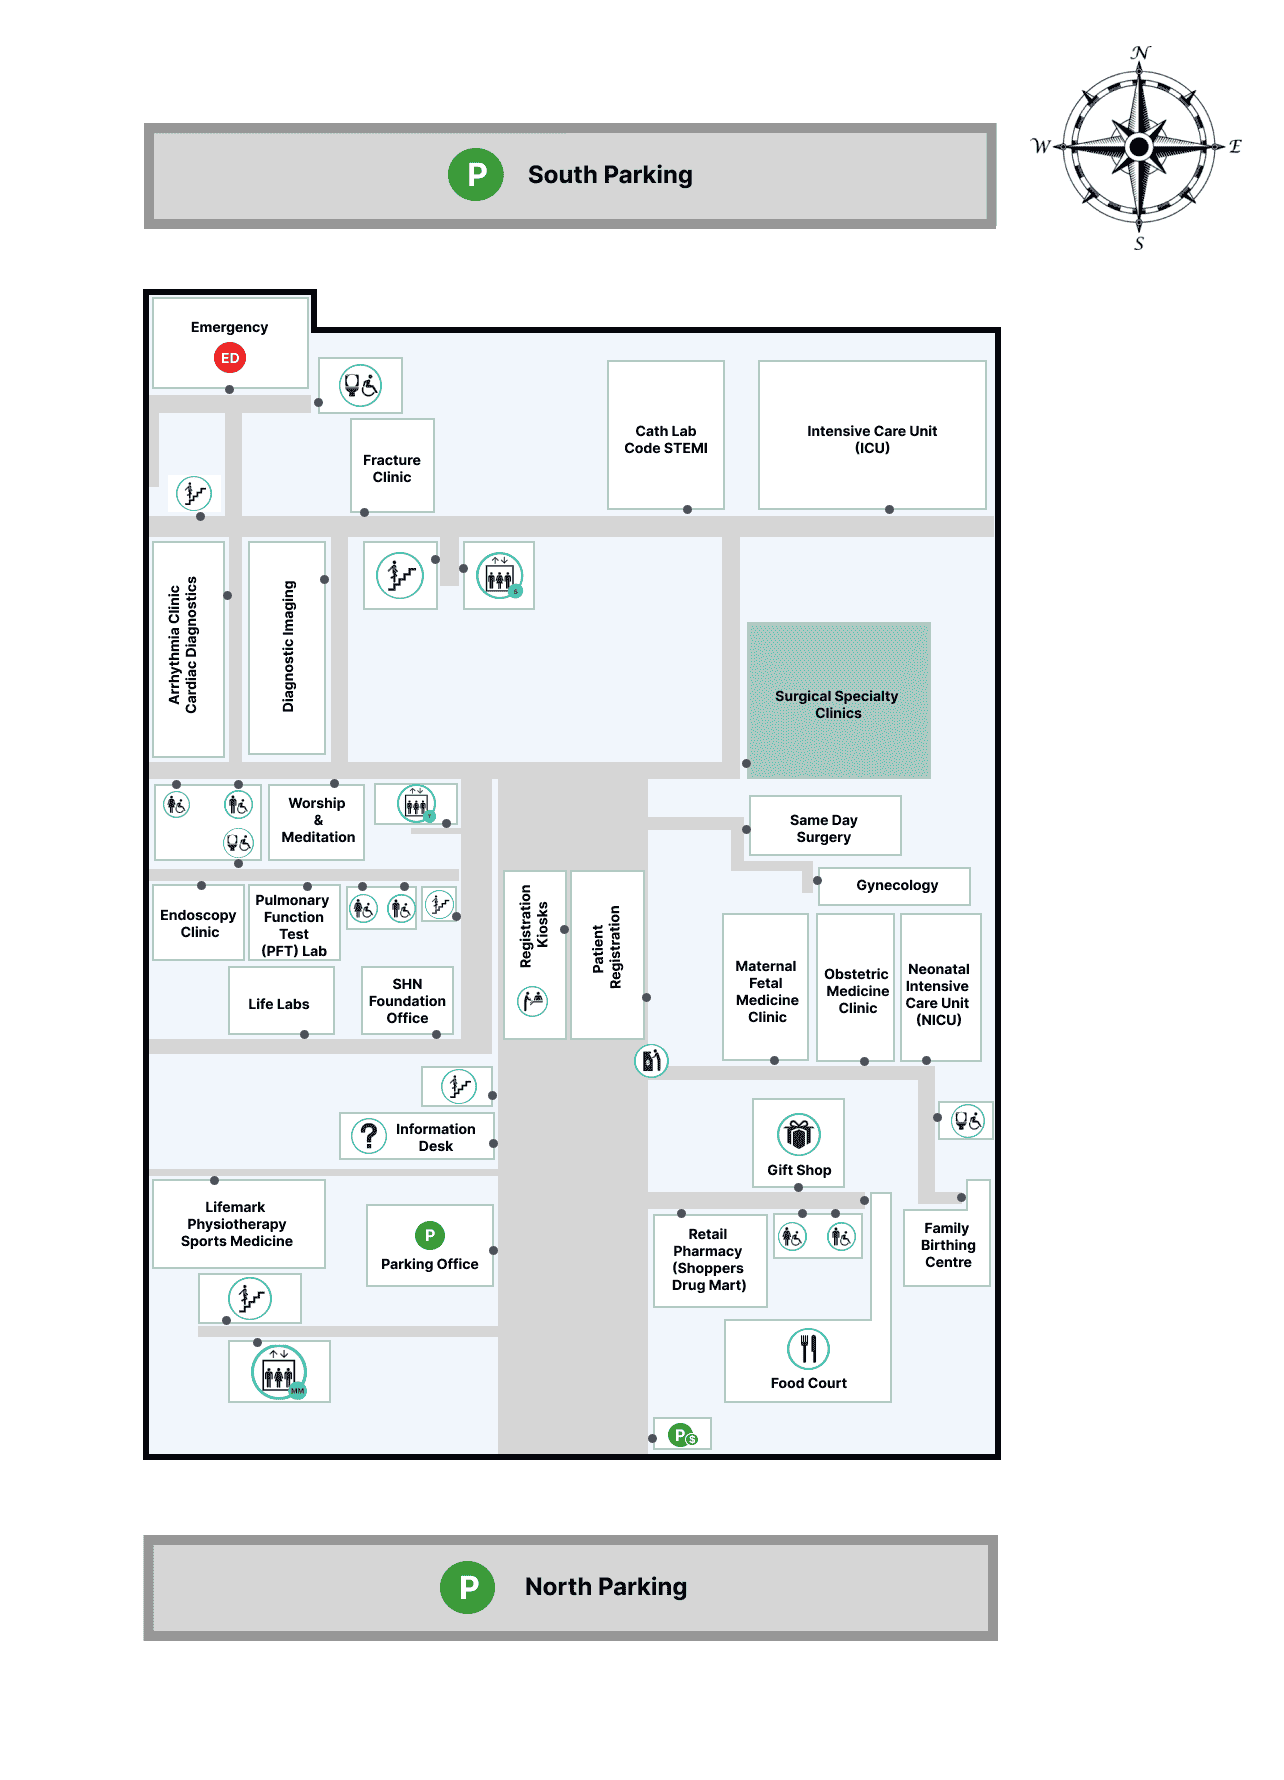 N
W
E
S
P
South Parking
Emergency
ED
Fracture
Clinic
Cath Lab
Code STEMI
Intensive Care Unit
(ICU)
Arrhythmia Clinic
Cardiac Diagnostics
Diagnostic Imaging
S
Surgical Specialty
Clinics
Worship
&
Meditation
Y
Same Day
Surgery
Gynecology
Endoscopy
Clinic
Pulmonary
Function
Test
(PFT) Lab
Registration
Kiosks
Patient
Registration
Life Labs
SHN
Foundation
Office
Maternal
Fetal
Medicine
Clinic
Obstetric
Medicine
Clinic
Neonatal
Intensive
Care Unit
(NICU)
?
Information
Desk
Gift Shop
Lifemark
Physiotherapy
Sports Medicine
P
Parking Office
Retail
Pharmacy
(Shoppers
Drug Mart)
Family
Birthing
Centre
MM
Food Court
P$
P
North Parking